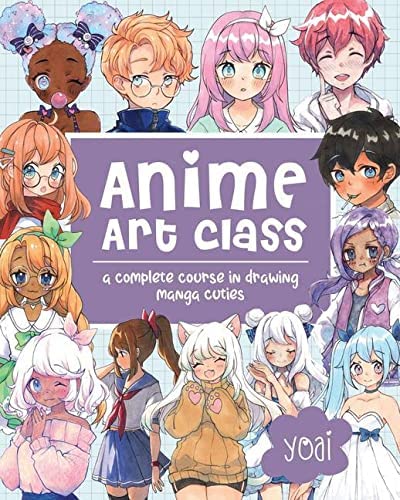 Anime
Art Class
a complete course in drawing
manga cuties
yoai